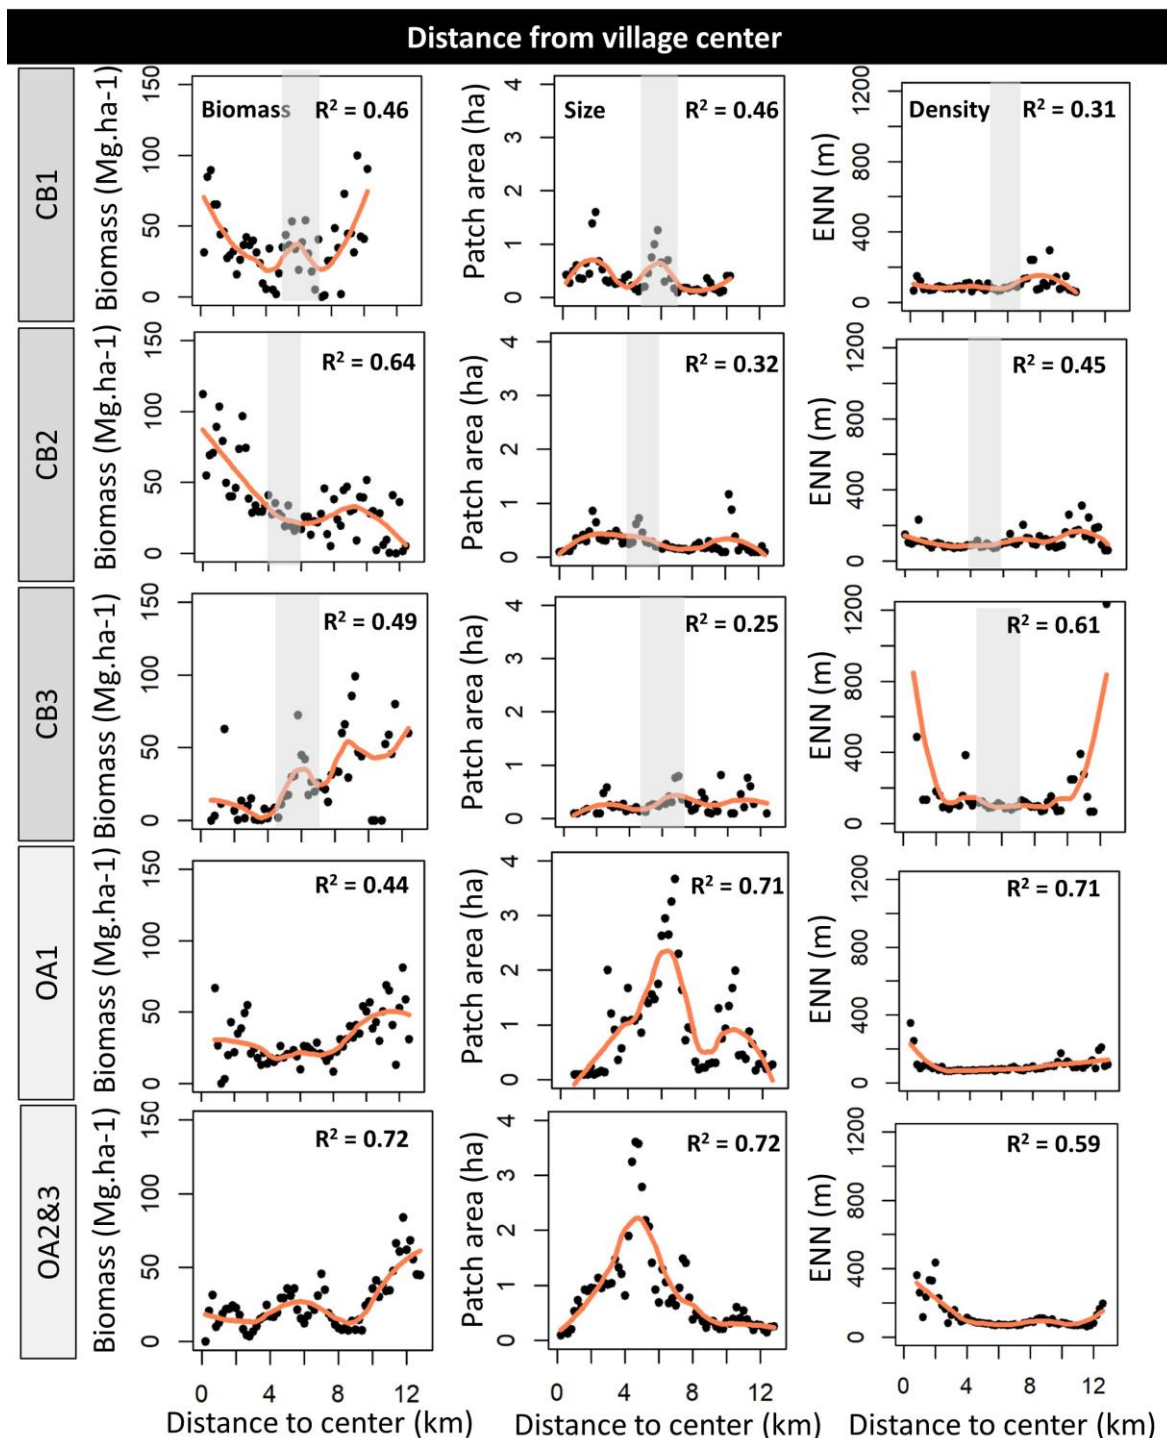 Distance from village center
CB1
Biomass (Mg.ha-1)
0 50 100 150
Biomass R² = 0.46
Patch area (ha)
0 1 2 3 4
Size R² = 0.46
ENN (m)
0 400 800 1200
Density R² = 0.31
CB2
Biomass (Mg.ha-1)
0 50 100 150
R² = 0.64
Patch area (ha)
0 1 2 3 4
R² = 0.32
ENN (m)
0 400 800 1200
R² = 0.45
CB3
Biomass (Mg.ha-1)
0 50 100 150
R² = 0.49
Patch area (ha)
0 1 2 3 4
R² = 0.25
ENN (m)
0 400 800 1200
R² = 0.61
OA1
Biomass (Mg.ha-1)
0 50 100 150
R² = 0.44
Patch area (ha)
0 1 2 3 4
R² = 0.71
ENN (m)
0 400 800 1200
R² = 0.71
OA2&3
Biomass (Mg.ha-1)
0 50 100 150
R² = 0.72
Patch area (ha)
0 1 2 3 4
R² = 0.72
ENN (m)
0 400 800 1200
R² = 0.59
0 4 8 12
Distance to center (km)
0 4 8 12
Distance to center (km)
0 4 8 12
Distance to center (km)